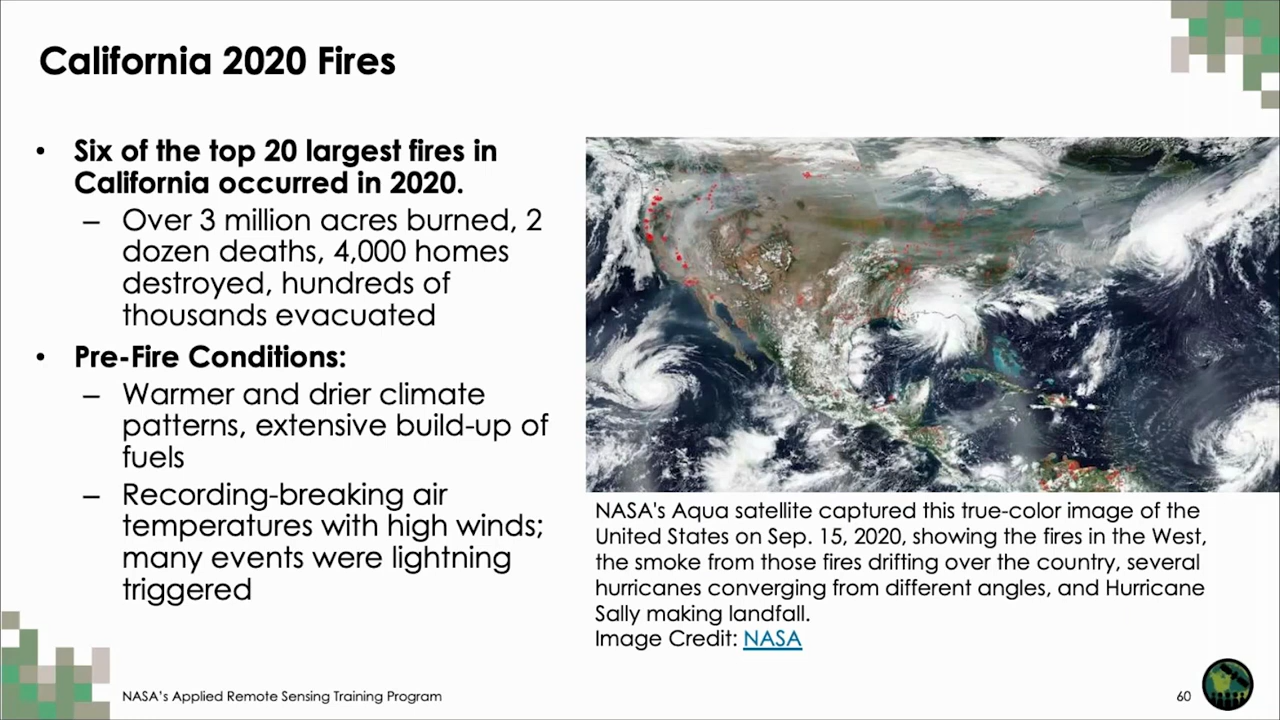 California 2020 Fires
• Six of the top 20 largest fires in
California occurred in 2020.
– Over 3 million acres burned, 2
dozen deaths, 4,000 homes
destroyed, hundreds of
thousands evacuated
• Pre-Fire Conditions:
– Warmer and drier climate
patterns, extensive build-up of
fuels
– Recording-breaking air
temperatures with high winds;
many events were lightning
triggered
NASA's Aqua satellite captured this true-color image of the
United States on Sep. 15, 2020, showing the fires in the West,
the smoke from those fires drifting over the country, several
hurricanes converging from different angles, and Hurricane
Sally making landfall.
Image Credit: NASA
NASA's Applied Remote Sensing Training Program
60